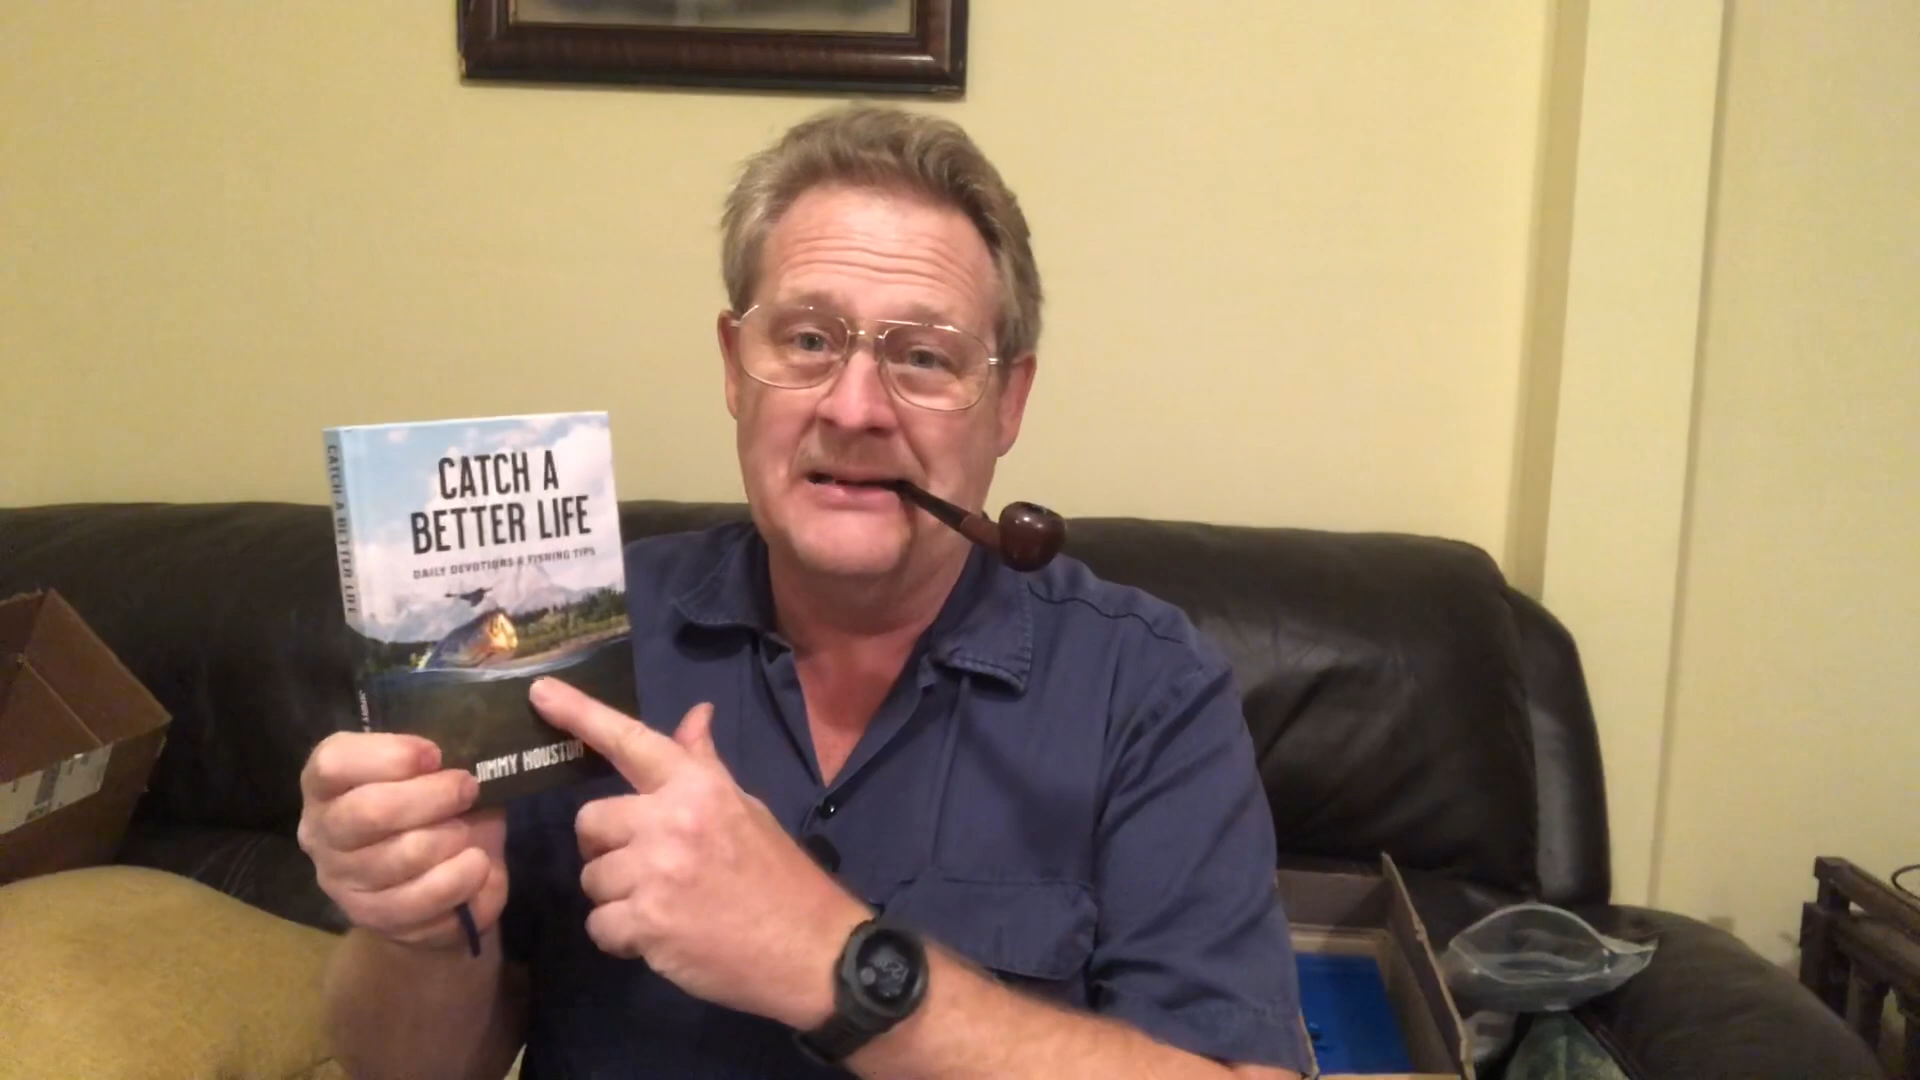 CATCH A
BETTER LIFE
DAILY DEVOTIONS & FISHING TIPS
JIMMY HOUSTON
CATCH A BETTER LIFE